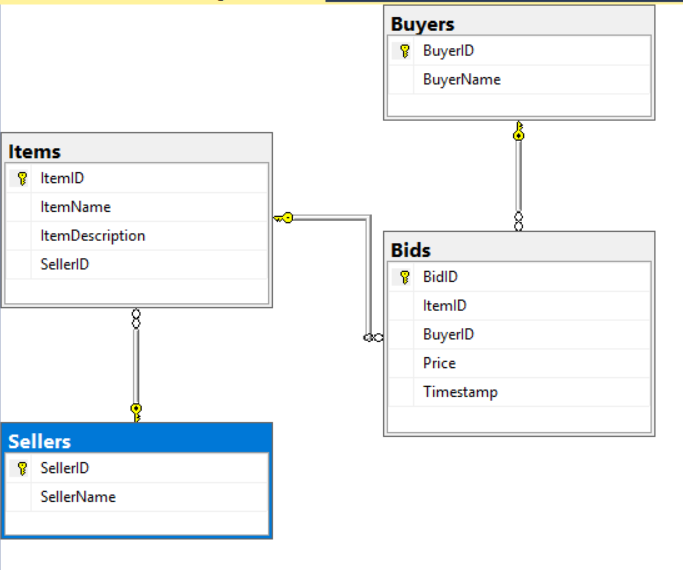 Buyers
BuyerID
BuyerName
Items
ItemID
ItemName
ItemDescription
SellerID
Bids
BidID
ItemID
BuyerID
Price
Timestamp
Sellers
SellerID
SellerName